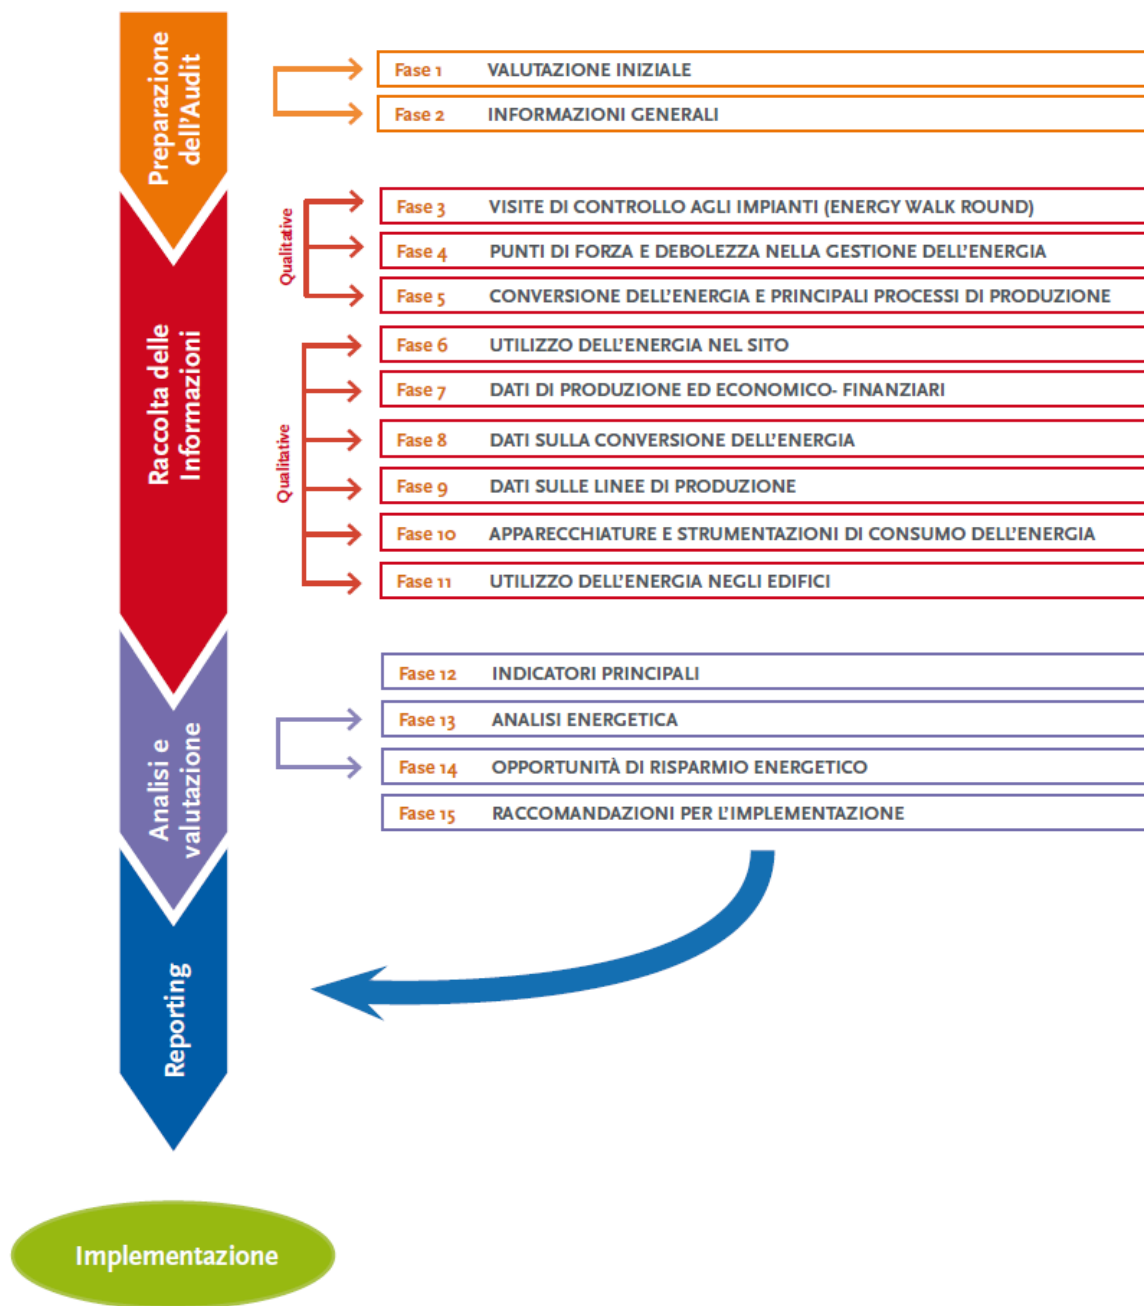 Preparazione
dell'Audit
Fase 1 VALUTAZIONE INIZIALE
Fase 2 INFORMAZIONI GENERALI
Raccolta delle
Informazioni
Qualitative
Fase 3 VISITE DI CONTROLLO AGLI IMPIANTI (ENERGY WALK ROUND)
Fase 4 PUNTI DI FORZA E DEBOLEZZA NELLA GESTIONE DELL'ENERGIA
Fase 5 CONVERSIONE DELL'ENERGIA E PRINCIPALI PROCESSI DI PRODUZIONE
Qualitative
Fase 6 UTILIZZO DELL'ENERGIA NEL SITO
Fase 7 DATI DI PRODUZIONE ED ECONOMICO- FINANZIARI
Fase 8 DATI SULLA CONVERSIONE DELL'ENERGIA
Fase 9 DATI SULLE LINEE DI PRODUZIONE
Fase 10 APPARECCHIATURE E STRUMENTAZIONI DI CONSUMO DELL'ENERGIA
Fase 11 UTILIZZO DELL'ENERGIA NEGLI EDIFICI
Analisi e
valutazione
Fase 12 INDICATORI PRINCIPALI
Fase 13 ANALISI ENERGETICA
Fase 14 OPPORTUNITÀ DI RISPARMIO ENERGETICO
Fase 15 RACCOMANDAZIONI PER L'IMPLEMENTAZIONE
Reporting
Implementazione